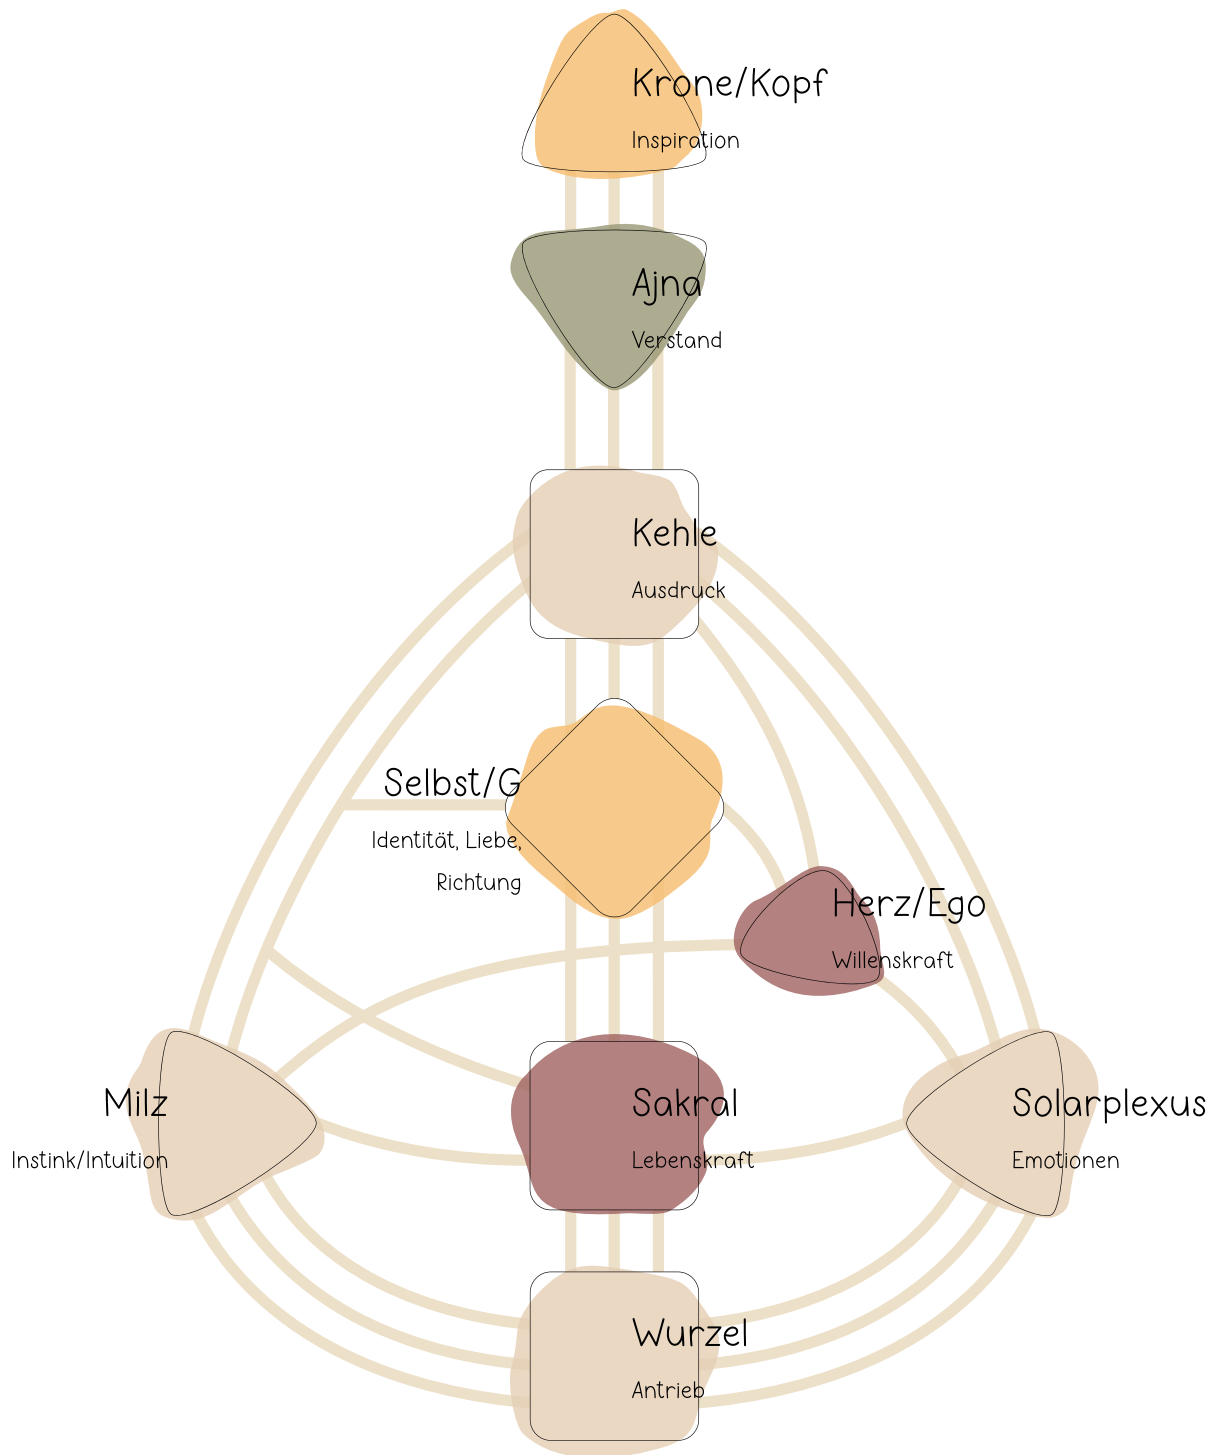 Krone/Kopf
Inspiration
Ajna
Verstand
Kehle
Ausdruck
Selbst/G
Identität, Liebe,
Richtung
Herz/Ego
Willenskraft
Milz
Instink/Intuition
Sakral
Lebenskraft
Solarplexus
Emotionen
Wurzel
Antrieb